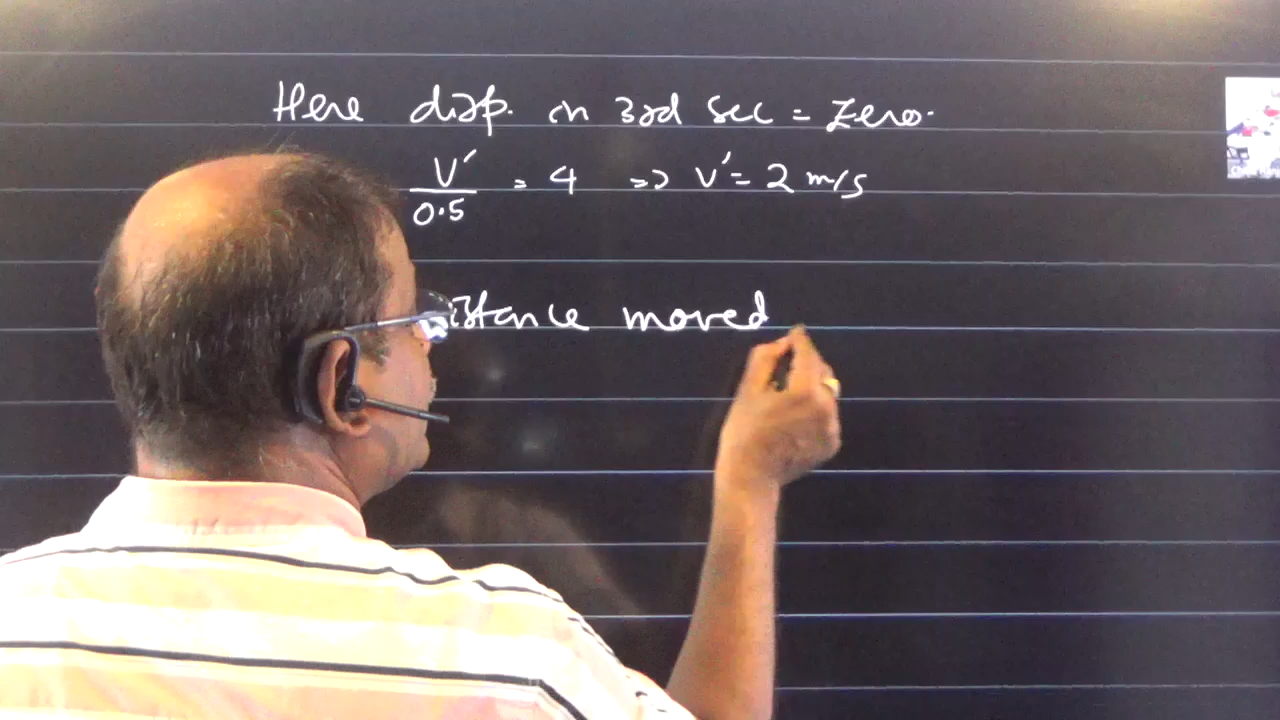 Here disp. in 3rd sec = zero.
V′/0.5 = 4 => V′ = 2 m/s
istance moved